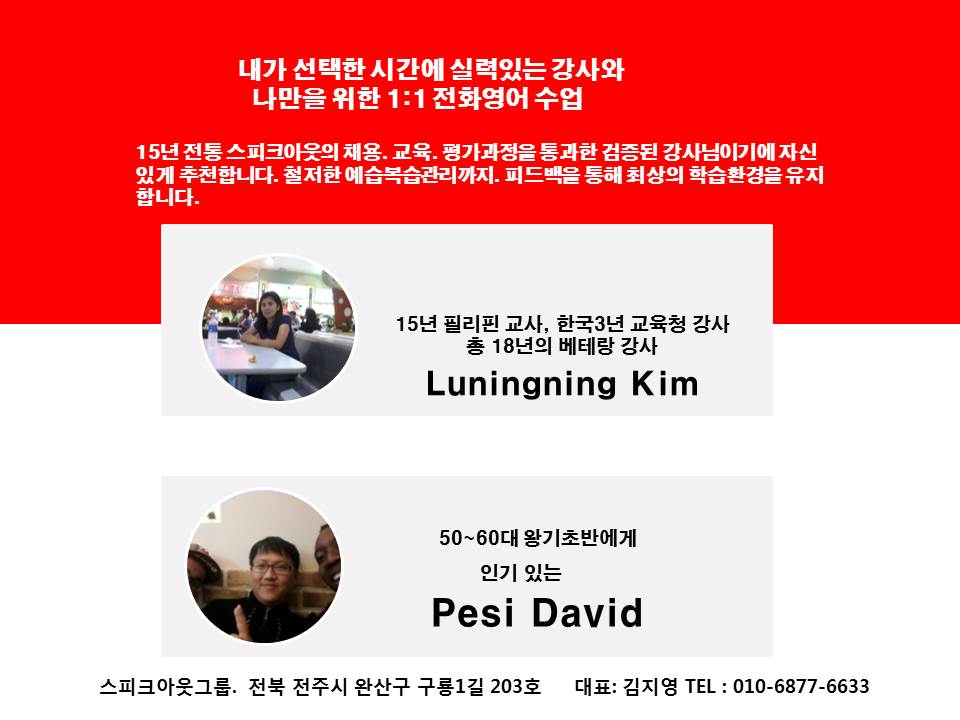 내가 선택한 시간에 실력있는 강사와
나만을 위한 1:1 전화영어 수업
15년 전통 스피크아웃의 채용. 교육. 평가과정을 통과한 검증된 강사님이기에 자신
있게 추천합니다. 철저한 예습복습관리까지. 피드백을 통해 최상의 학습환경을 유지
합니다.
15년 필리핀 교사, 한국3년 교육청 강사
총 18년의 베테랑 강사
Luningning Kim
50~60대 왕기초반에게
인기 있는
Pesi David
스피크아웃그룹. 전북 전주시 완산구 구룡1길 203호 대표: 김지영 TEL : 010-6877-6633